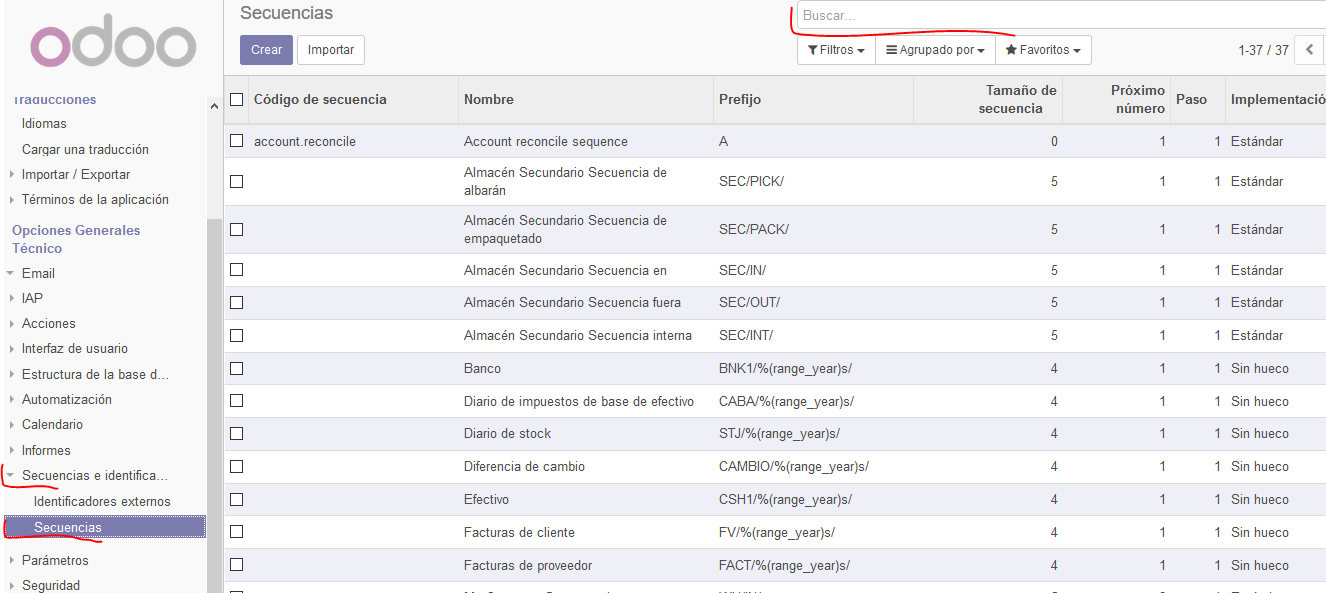 odoo
Traducciones
Idiomas
Cargar una traducción
Importar / Exportar
Términos de la aplicación
Opciones Generales
Técnico
Email
IAP
Acciones
Interfaz de usuario
Estructura de la base d...
Automatización
Calendario
Informes
Secuencias e identifica...
Identificadores externos
Secuencias
Parámetros
Seguridad
Secuencias
Buscar...
Crear Importar
Filtros Agrupado por Favoritos 1-37 / 37
Código de secuencia Nombre Prefijo Tamaño de secuencia Próximo número Paso Implementació
account.reconcile Account reconcile sequence A 0 1 1 Estándar
Almacén Secundario Secuencia de
albarán SEC/PICK/ 5 1 1 Estándar
Almacén Secundario Secuencia de
empaquetado SEC/PACK/ 5 1 1 Estándar
Almacén Secundario Secuencia en SEC/IN/ 5 1 1 Estándar
Almacén Secundario Secuencia fuera SEC/OUT/ 5 1 1 Estándar
Almacén Secundario Secuencia interna SEC/INT/ 5 1 1 Estándar
Banco BNK1/%(range_year)s/ 4 1 1 Sin hueco
Diario de impuestos de base de efectivo CABA/%(range_year)s/ 4 1 1 Sin hueco
Diario de stock STJ/%(range_year)s/ 4 1 1 Sin hueco
Diferencia de cambio CAMBIO/%(range_year)s/ 4 1 1 Sin hueco
Efectivo CSH1/%(range_year)s/ 4 1 1 Sin hueco
Facturas de cliente FV/%(range_year)s/ 4 1 1 Sin hueco
Facturas de proveedor FACT/%(range_year)s/ 4 1 1 Sin hueco